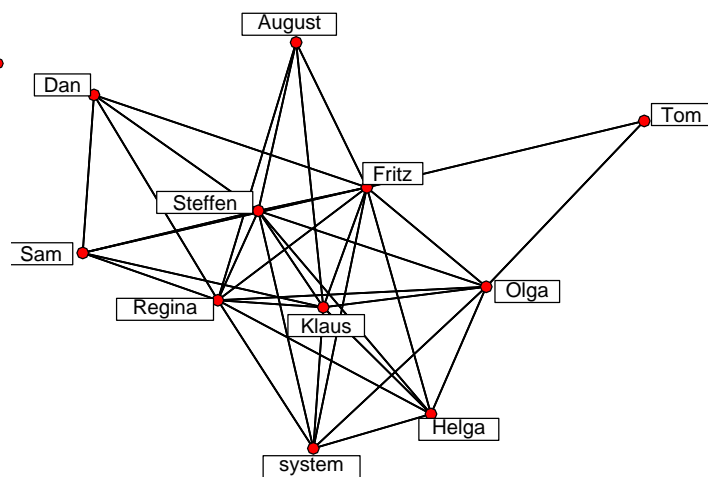 August
Dan
Tom
Fritz
Steffen
Sam
Olga
Regina
Klaus
Helga
system